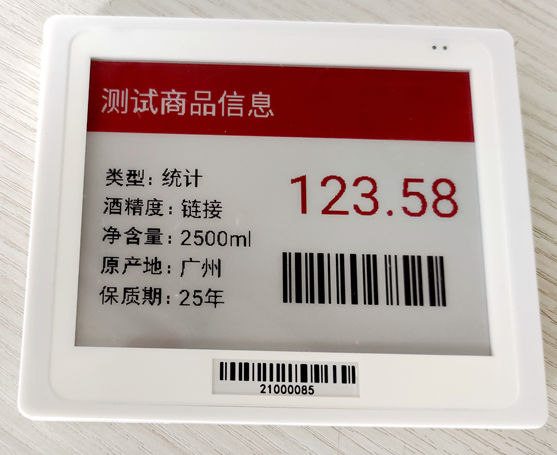 测试商品信息
类型：统计
酒精度：链接
净含量：2500ml
原产地：广州
保质期：25年
123.58
21000085